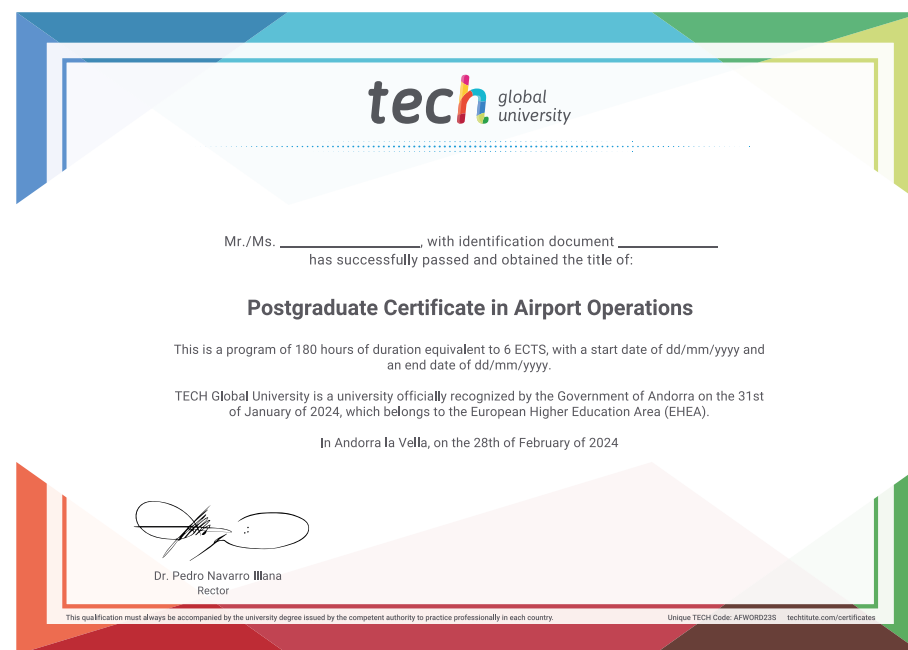 tech global
university
Mr./Ms. ____________________, with identification document ______________
has successfully passed and obtained the title of:
Postgraduate Certificate in Airport Operations
This is a program of 180 hours of duration equivalent to 6 ECTS, with a start date of dd/mm/yyyy and
an end date of dd/mm/yyyy.
TECH Global University is a university officially recognized by the Government of Andorra on the 31st
of January of 2024, which belongs to the European Higher Education Area (EHEA).
In Andorra la Vella, on the 28th of February of 2024
Dr. Pedro Navarro Illana
Rector
This qualification must always be accompanied by the university degree issued by the competent authority to practice professionally in each country.
Unique TECH Code: AFWORD23S techtitute.com/certificates